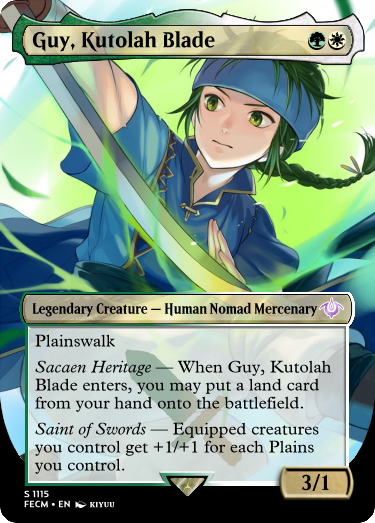 Guy, Kutolah Blade
Legendary Creature — Human Nomad Mercenary
Plainswalk
Sacaen Heritage — When Guy, Kutolah
Blade enters, you may put a land card
from your hand onto the battlefield.
Saint of Swords — Equipped creatures
you control get +1/+1 for each Plains
you control.
3/1
S 1115
FECM • EN KIYUU